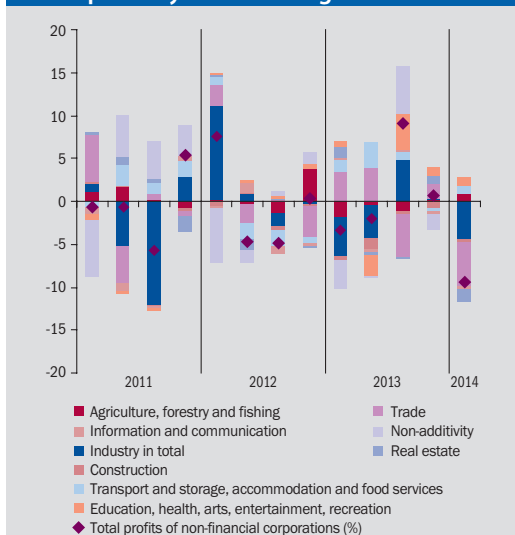 20
15
10
5
0
-5
-10
-15
-20
2011 2012 2013 2014
Agriculture, forestry and fishing
Information and communication
Industry in total
Construction
Transport and storage, accommodation and food services
Education, health, arts, entertainment, recreation
Total profits of non-financial corporations (%)
Trade
Non-additivity
Real estate